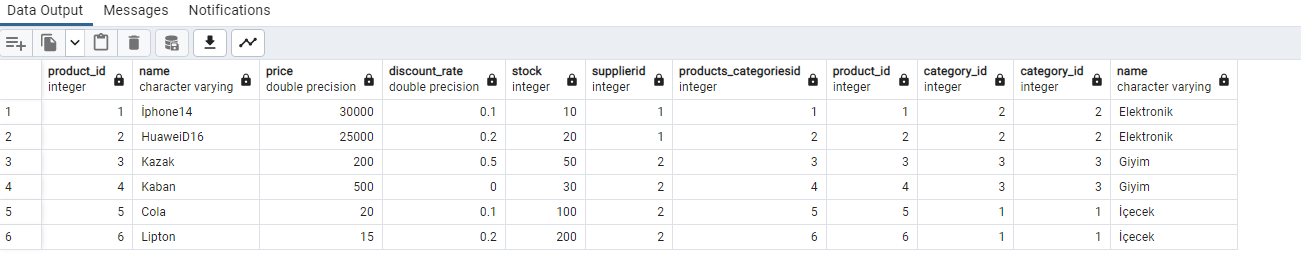 Data Output Messages Notifications
product_id name price discount_rate stock supplierid products_categoriesid product_id category_id category_id name
integer character varying double precision double precision integer integer integer integer integer integer character varying
1 1 İphone14 30000 0.1 10 1 1 1 2 2 Elektronik
2 2 HuaweiD16 25000 0.2 20 1 2 2 2 2 Elektronik
3 3 Kazak 200 0.5 50 2 3 3 3 3 Giyim
4 4 Kaban 500 0 30 2 4 4 3 3 Giyim
5 5 Cola 20 0.1 100 2 5 5 1 1 İçecek
6 6 Lipton 15 0.2 200 2 6 6 1 1 İçecek